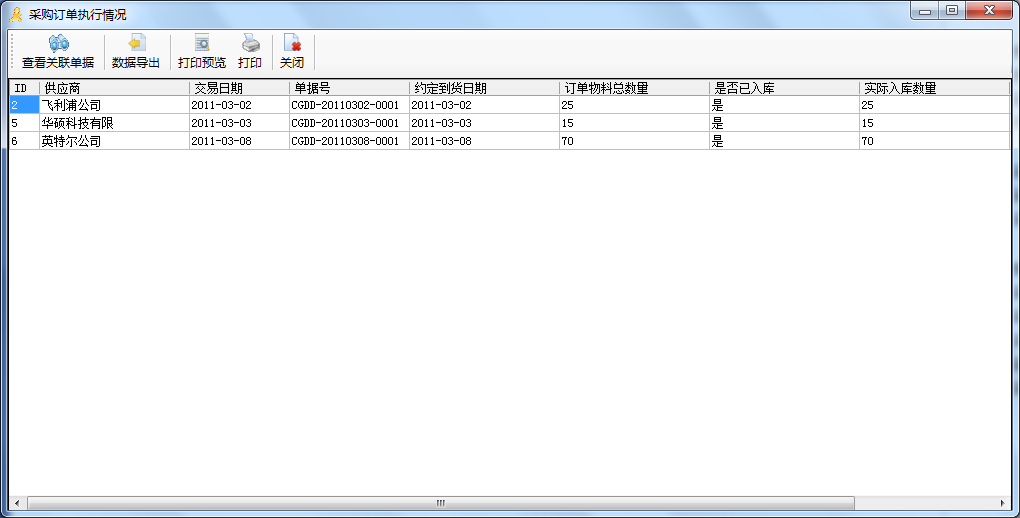 采购订单执行情况
查看关联单据 数据导出 打印预览 打印 关闭
ID 供应商 交易日期 单据号 约定到货日期 订单物料总数量 是否已入库 实际入库数量
2 飞利浦公司 2011-03-02 CGDD-20110302-0001 2011-03-02 25 是 25
5 华硕科技有限 2011-03-03 CGDD-20110303-0001 2011-03-03 15 是 15
6 英特尔公司 2011-03-08 CGDD-20110308-0001 2011-03-08 70 是 70